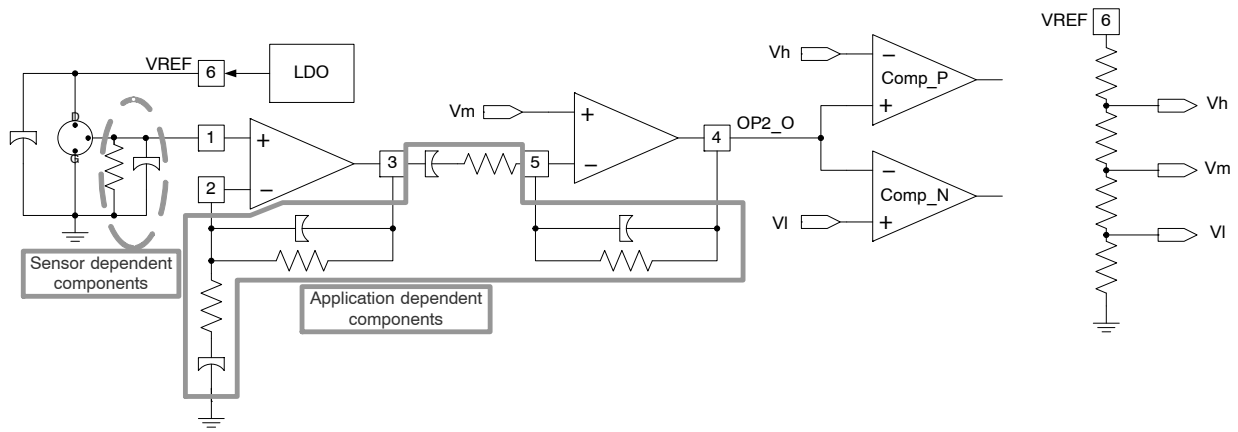 VREF 6 LDO
D
G
1
+
2
−
3
5
Vm
+
−
4 OP2_O
Vh
−
Comp_P
+
−
Comp_N
Vl
+
VREF 6
Vh
Vm
Vl
Sensor dependent
components
Application dependent
components